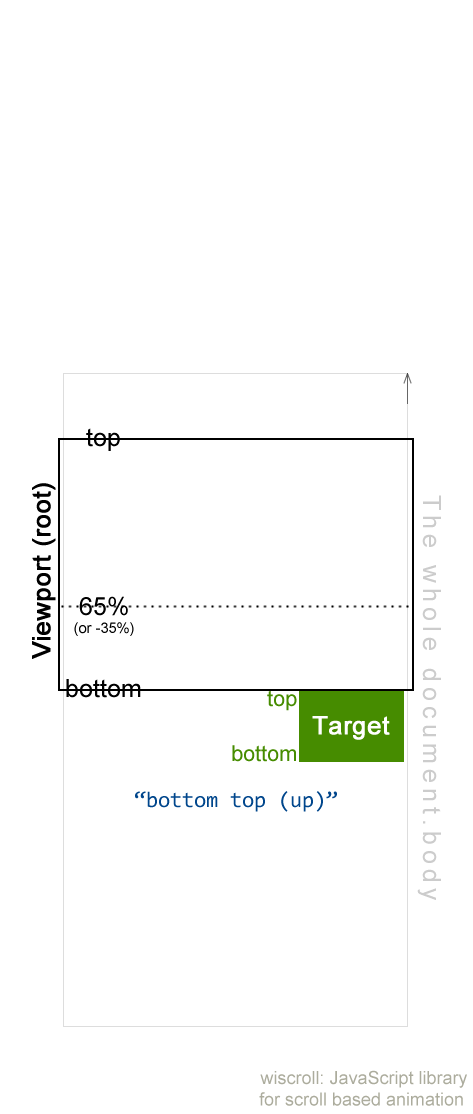 top
Viewport (root)
65%
(or -35%)
bottom
top
Target
bottom
“bottom top (up)”
The whole document.body
wiscroll: JavaScript library
for scroll based animation